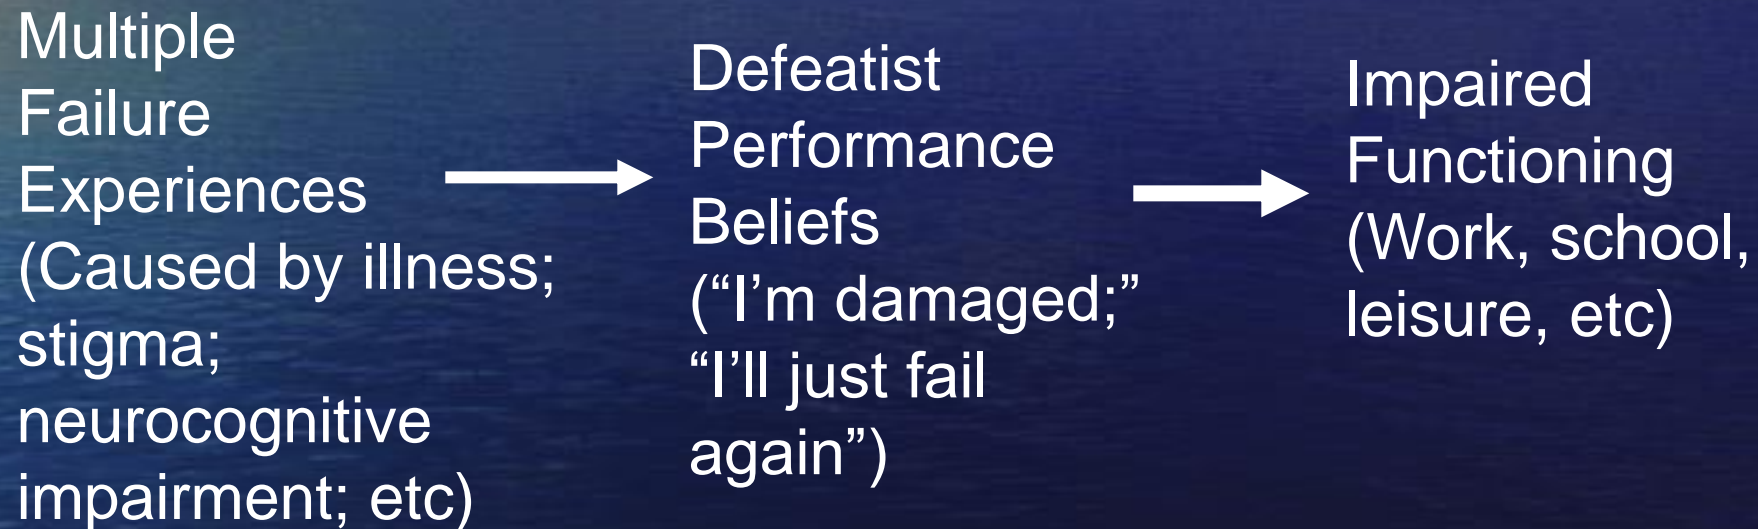 Multiple
Failure
Experiences
(Caused by illness;
stigma;
neurocognitive
impairment; etc)
Defeatist
Performance
Beliefs
(“I’m damaged;”
“I’ll just fail
again”)
Impaired
Functioning
(Work, school,
leisure, etc)